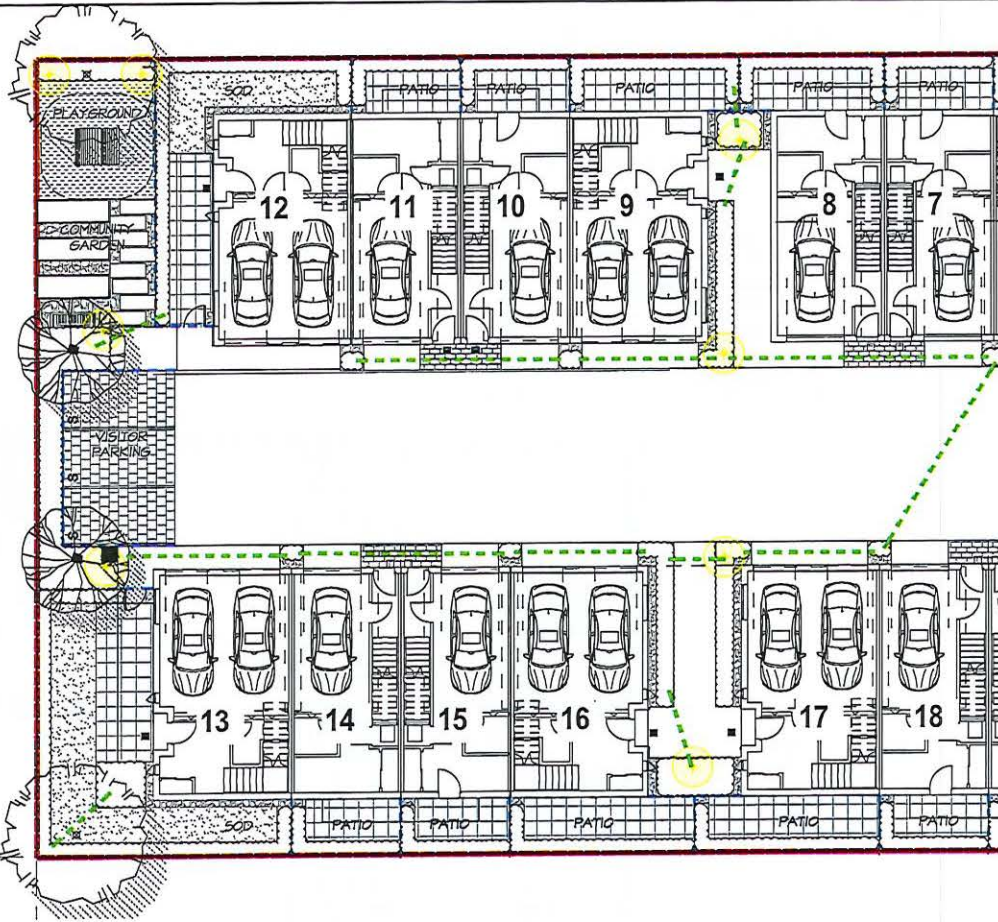 SOD
PATIO
PATIO
PATIO
PATIO
PATIO
PLAYGROUND
12
11
10
9
8
7
COMMUNITY
GARDEN
S
VISITOR
PARKING
S
S
13
14
15
16
17
18
SOD
PATIO
PATIO
PATIO
PATIO
PATIO